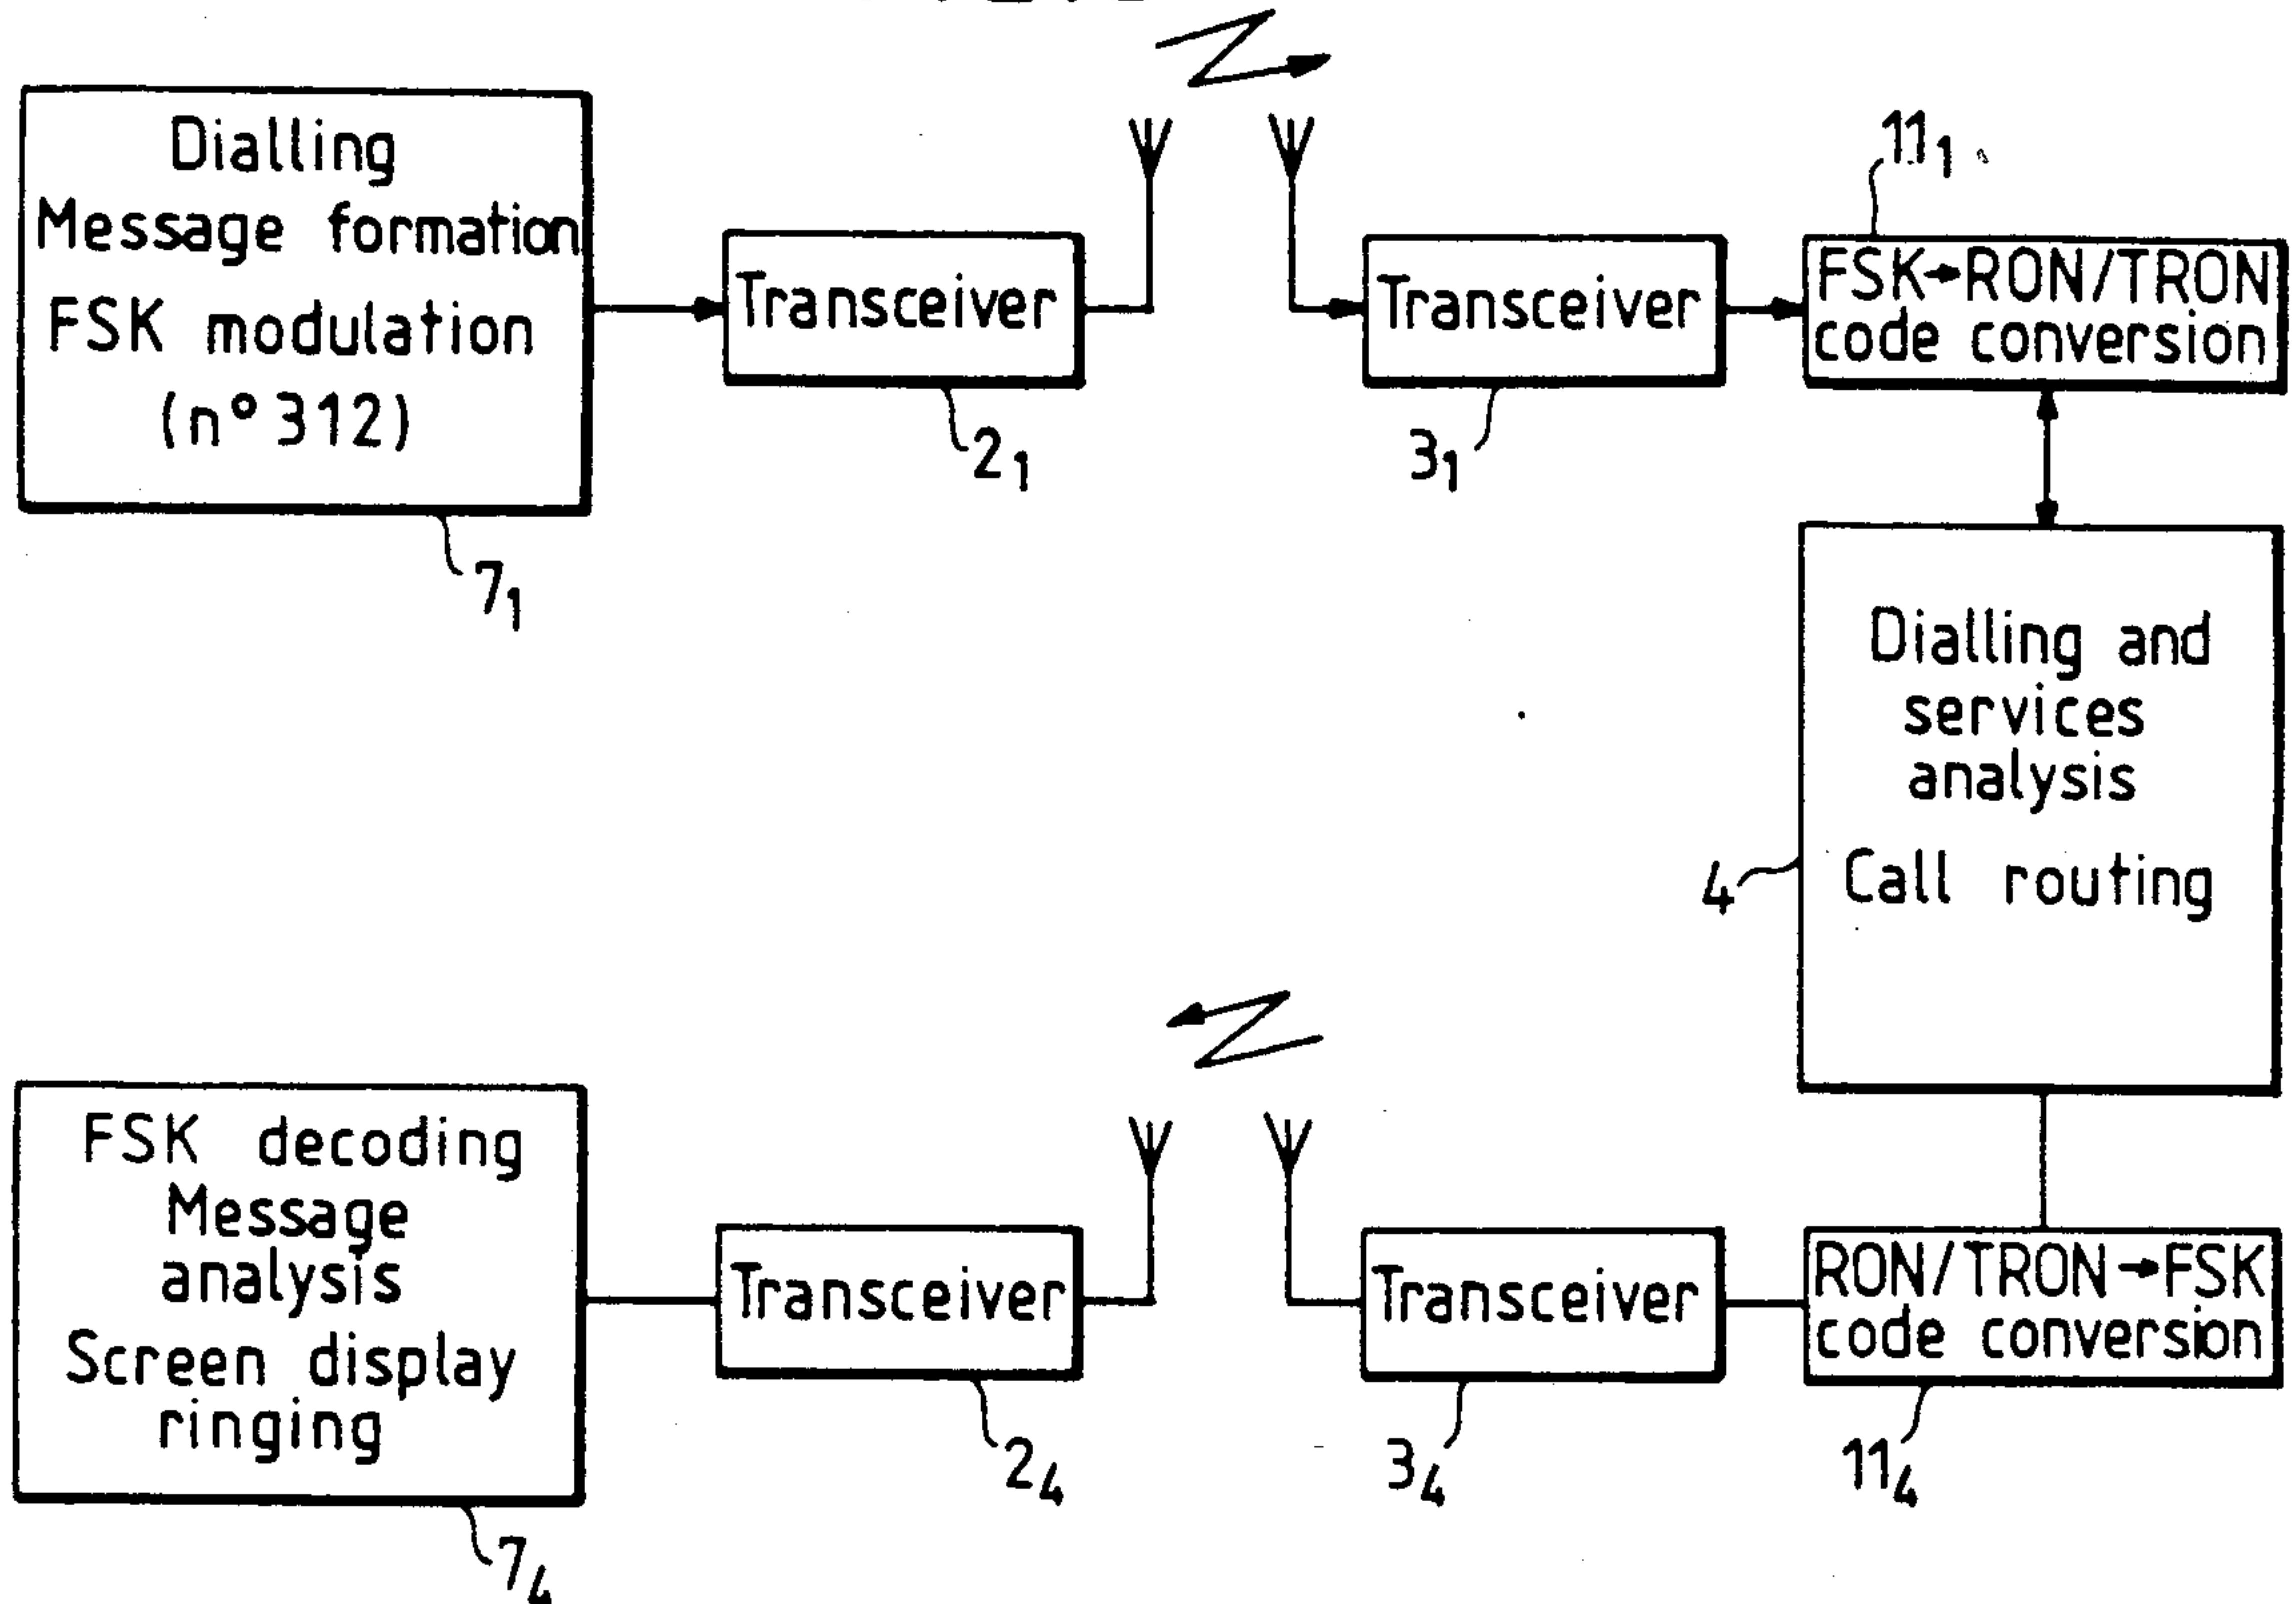 Dialling
Message formation
FSK modulation
(n° 312)
7₁
Transceiver
2₁
Transceiver
3₁
FSK→RON/TRON
code conversion
11₁
Dialling and
services
analysis
Call routing
4
FSK decoding
Message
analysis
Screen display
ringing
7₄
Transceiver
2₄
Transceiver
3₄
RON/TRON→FSK
code conversion
11₄